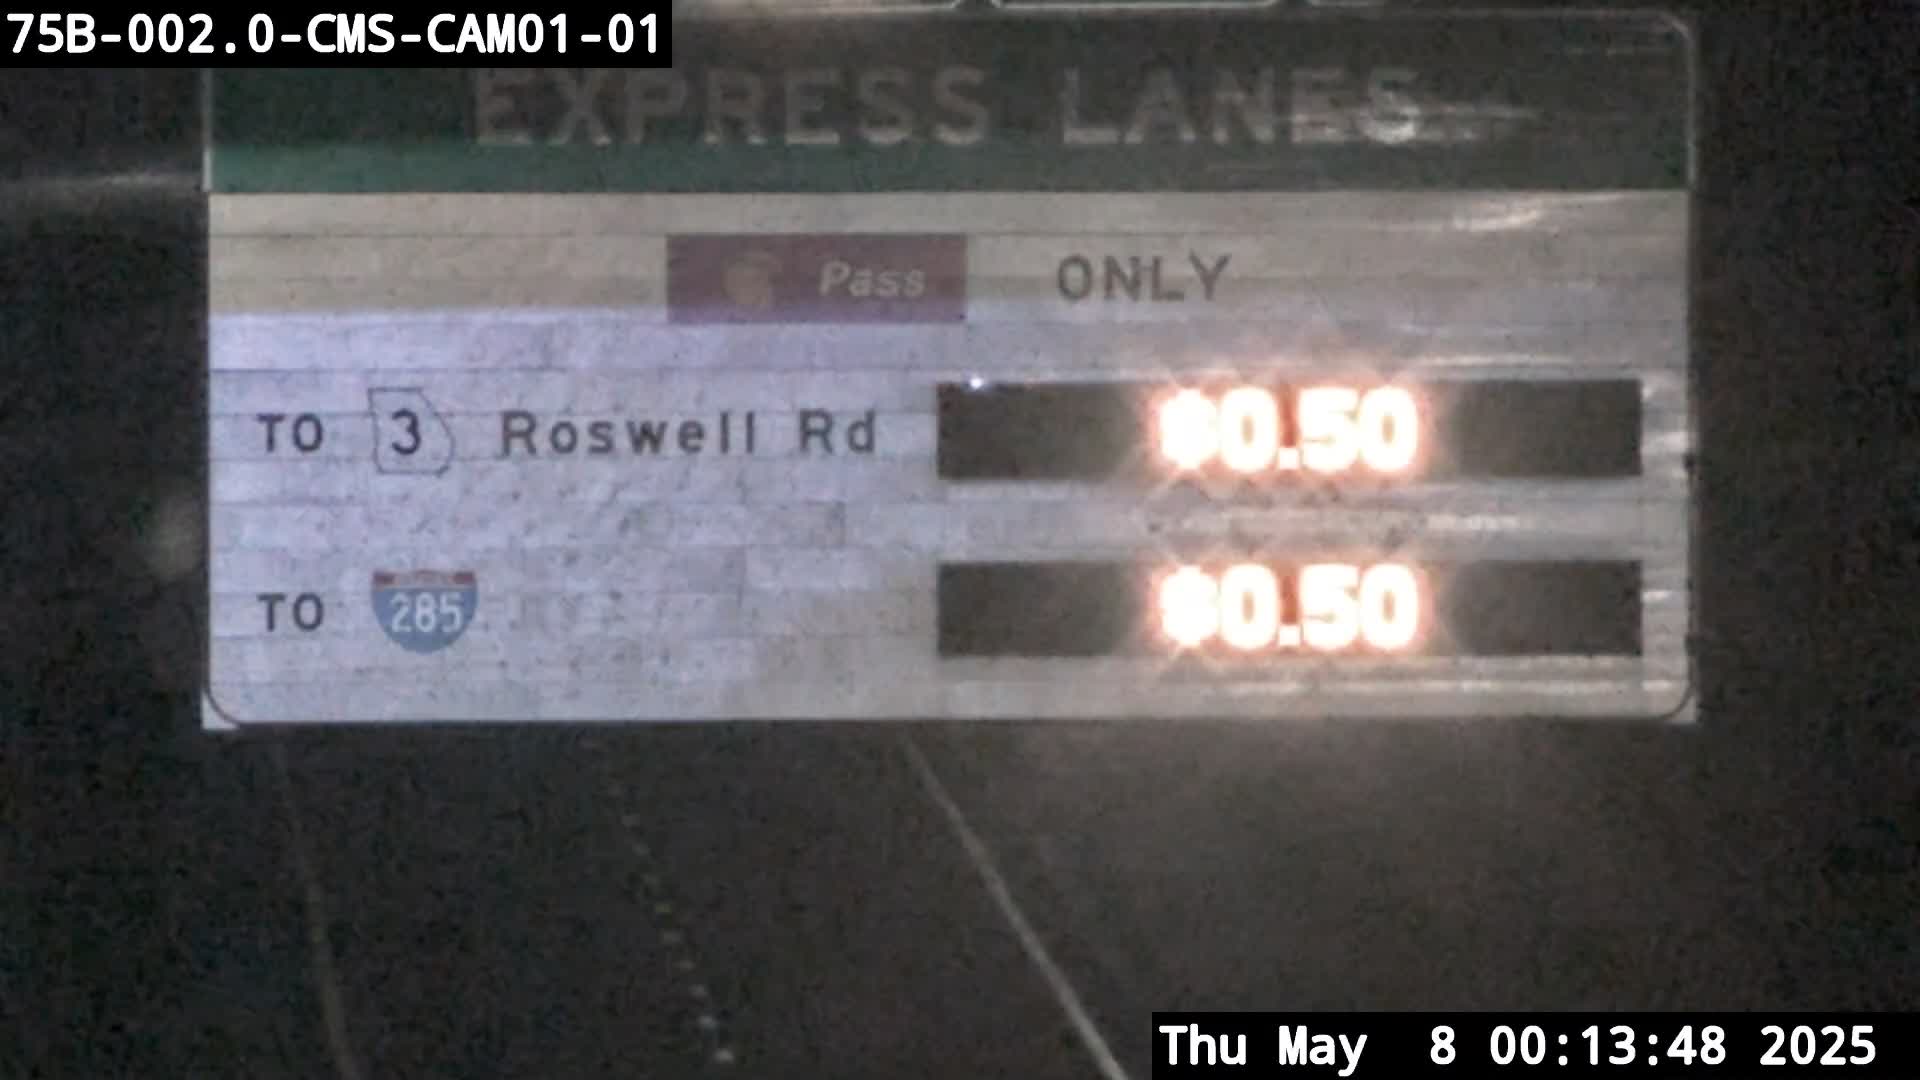 75B-002.0-CMS-CAM01-01
EXPRESS LANES
Pass ONLY
TO 3 Roswell Rd $0.50
TO 285 $0.50
Thu May 8 00:13:48 2025